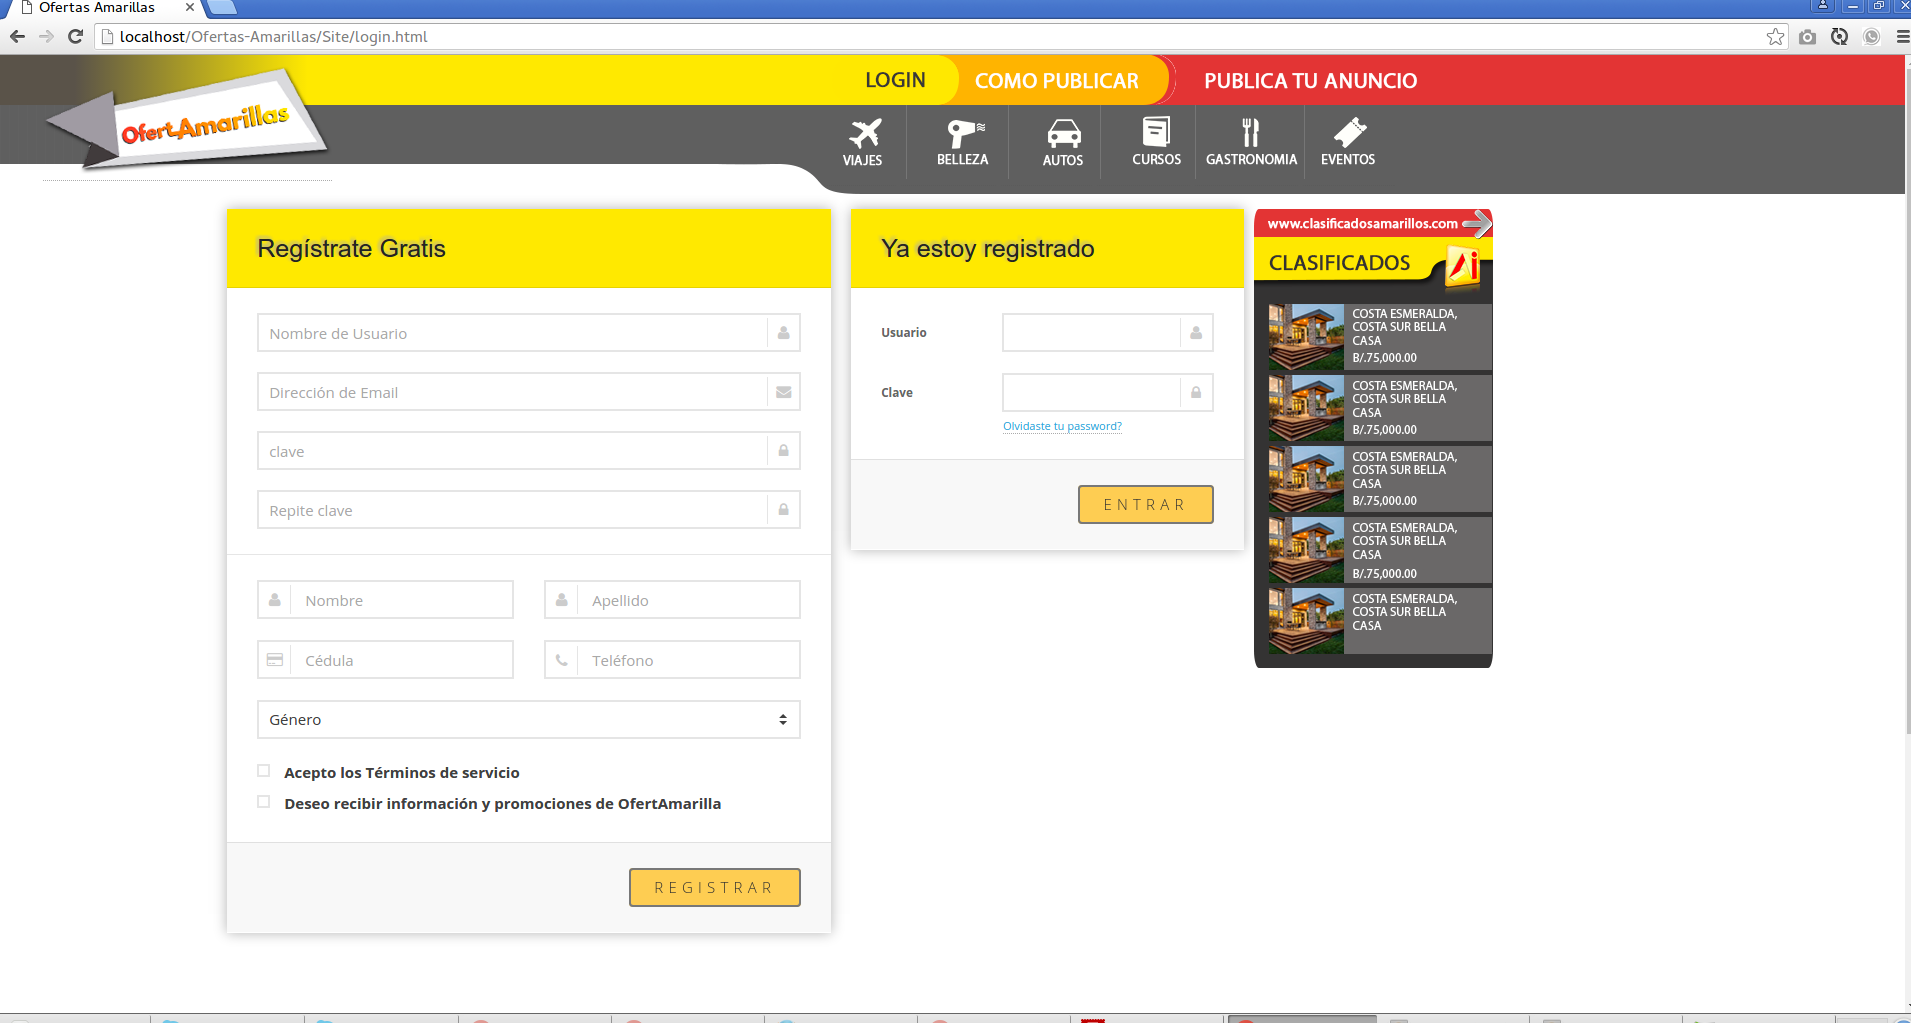 Ofertas Amarillas
localhost/Ofertas-Amarillas/Site/login.html
LOGIN
COMO PUBLICAR
PUBLICA TU ANUNCIO
OfertAmarillas
VIAJES
BELLEZA
AUTOS
CURSOS
GASTRONOMIA
EVENTOS
Regístrate Gratis
Nombre de Usuario
Dirección de Email
clave
Repite clave
Nombre
Apellido
Cédula
Teléfono
Género
Acepto los Términos de servicio
Deseo recibir información y promociones de OfertAmarilla
REGISTRAR
Ya estoy registrado
Usuario
Clave
Olvidaste tu password?
ENTRAR
www.clasificadosamarillos.com
CLASIFICADOS
Ai
COSTA ESMERALDA,
COSTA SUR BELLA
CASA
B/.75,000.00
COSTA ESMERALDA,
COSTA SUR BELLA
CASA
B/.75,000.00
COSTA ESMERALDA,
COSTA SUR BELLA
CASA
B/.75,000.00
COSTA ESMERALDA,
COSTA SUR BELLA
CASA
B/.75,000.00
COSTA ESMERALDA,
COSTA SUR BELLA
CASA